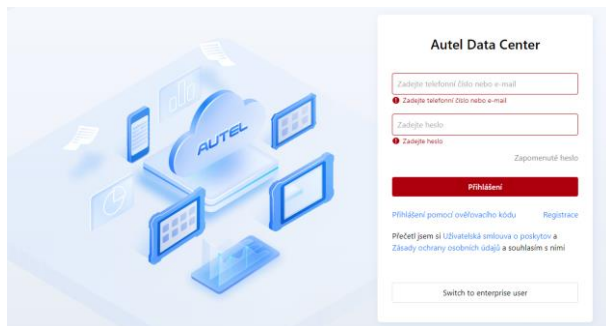 AUTEL
Autel Data Center
Zadejte telefonní číslo nebo e-mail
Zadejte telefonní číslo nebo e-mail
Zadejte heslo
Zadejte heslo
Zapomenuté heslo
Přihlášení
Přihlášení pomocí ověřovacího kódu Registrace
Přečetl jsem si Uživatelská smlouva o poskytov a
Zásady ochrany osobních údajů a souhlasím s nimi
Switch to enterprise user